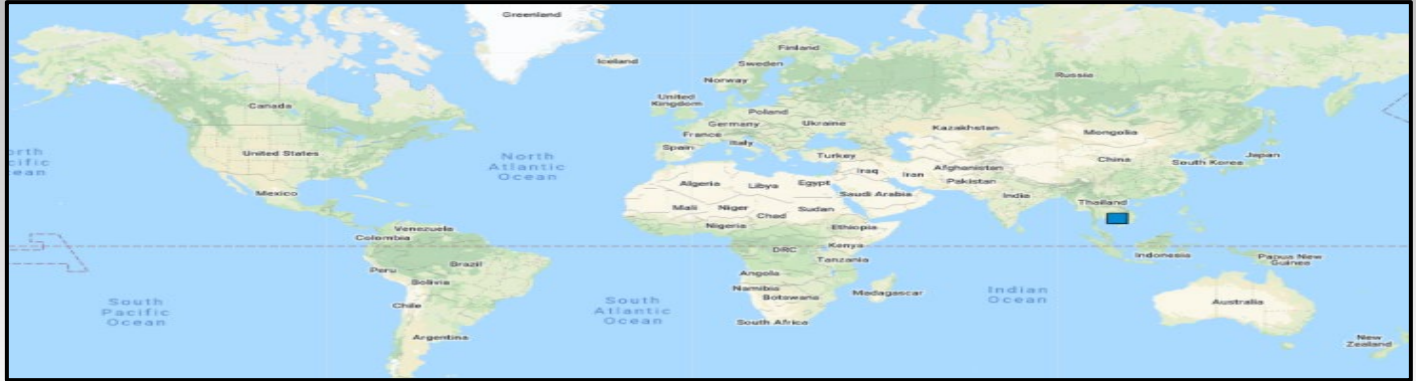 Greenland
Iceland
Finland
Sweden
Norway
Russia
United
Kingdom
Canada
Poland
Germany
Ukraine
France
Kazakhstan
Mongolia
Italy
Spain
North
Atlantic
Ocean
orth
cific
ean
United States
Turkey
China
South Korea
Japan
Iraq
Iran
Afghanistan
Pakistan
Algeria
Libya
Egypt
Saudi Arabia
India
Mexico
Mali
Niger
Chad
Sudan
Thailand
Nigeria
Ethiopia
Venezuela
Colombia
DRC
Kenya
Tanzania
Indonesia
Papua New
Guinea
Peru
Brazil
Bolivia
Angola
Namibia
Botswana
Madagascar
Indian
Ocean
South
Pacific
Ocean
Chile
South
Atlantic
Ocean
Australia
South Africa
Argentina
New
Zealand